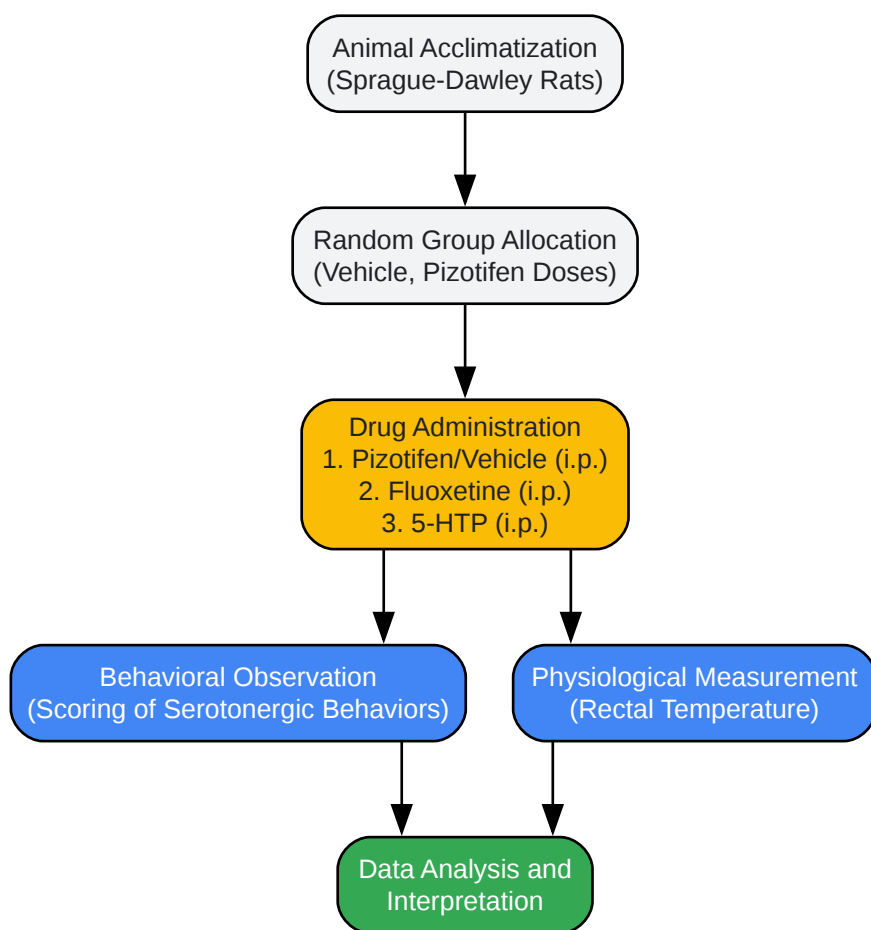 Animal Acclimatization
(Sprague-Dawley Rats)
Random Group Allocation
(Vehicle, Pizotifen Doses)
Drug Administration
1. Pizotifen/Vehicle (i.p.)
2. Fluoxetine (i.p.)
3. 5-HTP (i.p.)
Behavioral Observation
(Scoring of Serotonergic Behaviors)
Physiological Measurement
(Rectal Temperature)
Data Analysis and
Interpretation